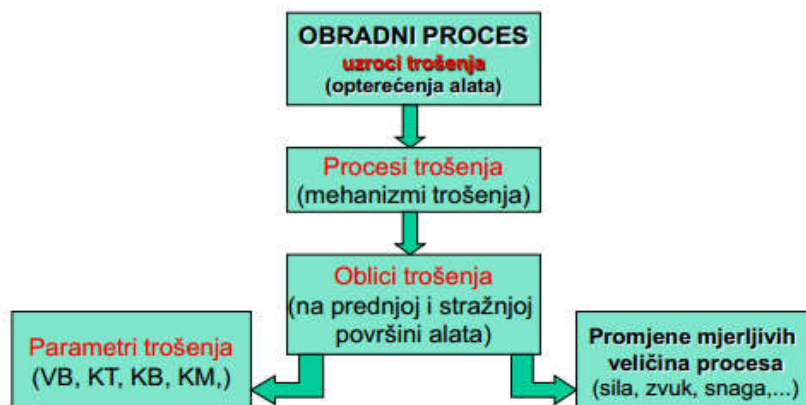 OBRADNI PROCES
uzroci trošenja
(opterećenja alata)
Procesi trošenja
(mehanizmi trošenja)
Oblici trošenja
(na prednjoj i stražnjoj
površini alata)
Parametri trošenja
(VB, KT, KB, KM,)
Promjene mjerljivih
veličina procesa
(sila, zvuk, snaga,...)